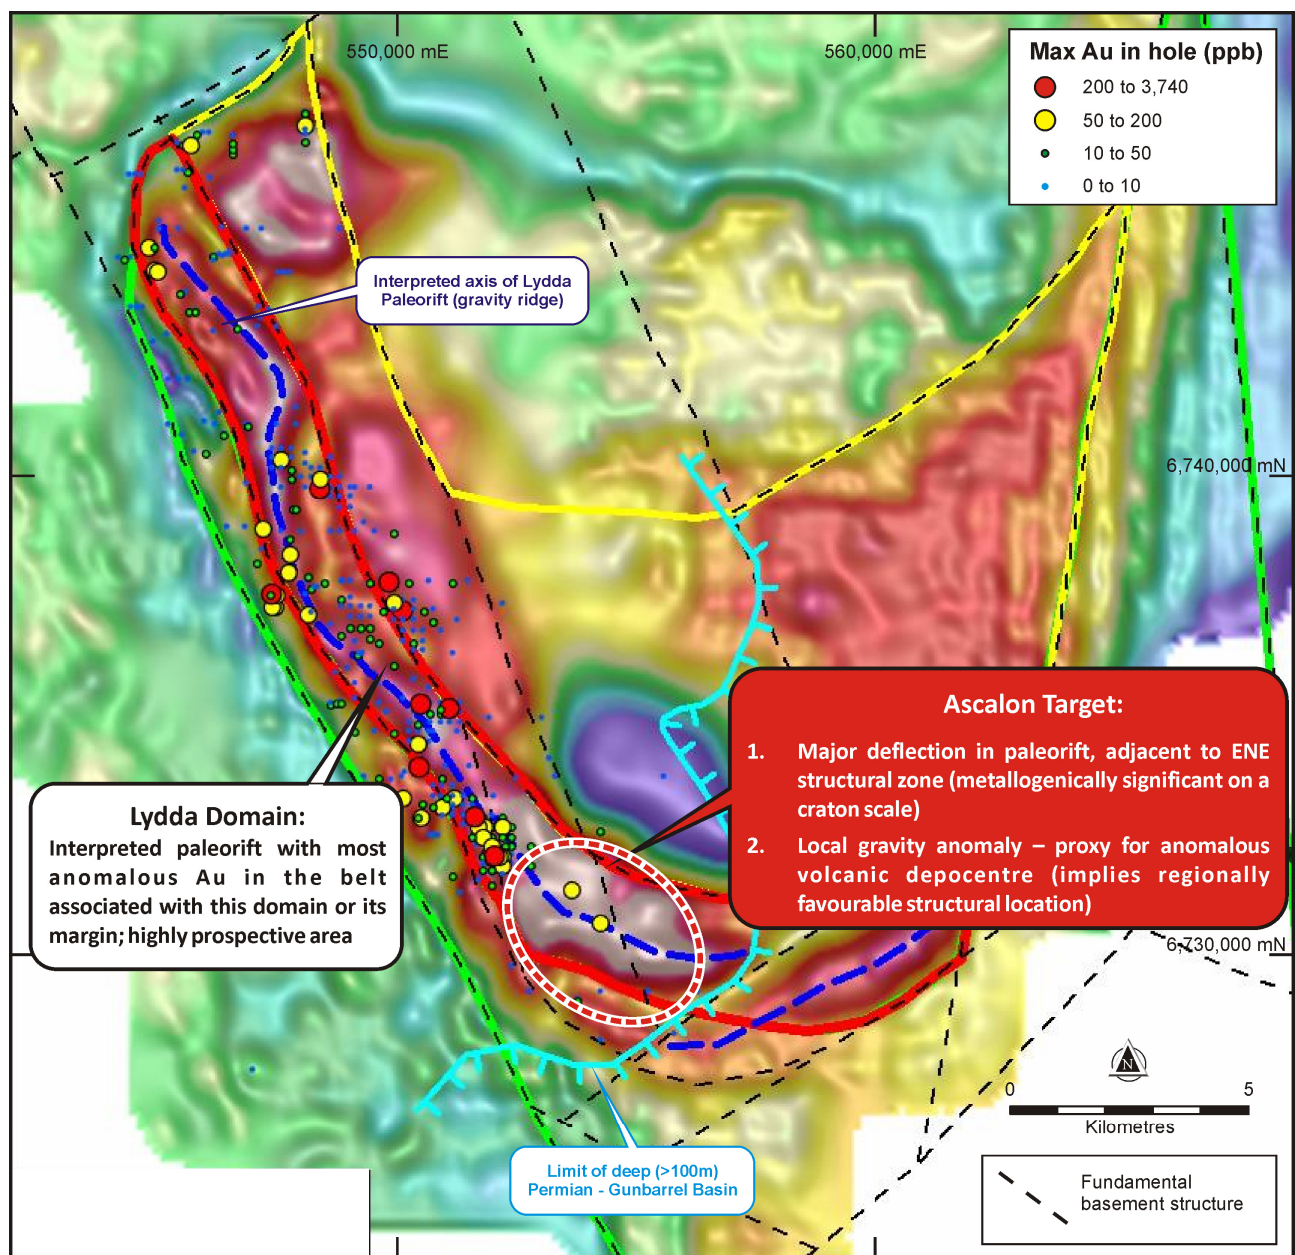 550,000 mE
560,000 mE
Max Au in hole (ppb)
200 to 3,740
50 to 200
10 to 50
0 to 10
Interpreted axis of Lydda
Paleorift (gravity ridge)
6,740,000 mN
Ascalon Target:
1. Major deflection in paleorift, adjacent to ENE
structural zone (metallogenically significant on a
craton scale)
2. Local gravity anomaly – proxy for anomalous
volcanic depocentre (implies regionally
favourable structural location)
Lydda Domain:
Interpreted paleorift with most
anomalous Au in the belt
associated with this domain or its
margin; highly prospective area
6,730,000 mN
N
0 5
Kilometres
Limit of deep (>100m)
Permian - Gunbarrel Basin
Fundamental
basement structure